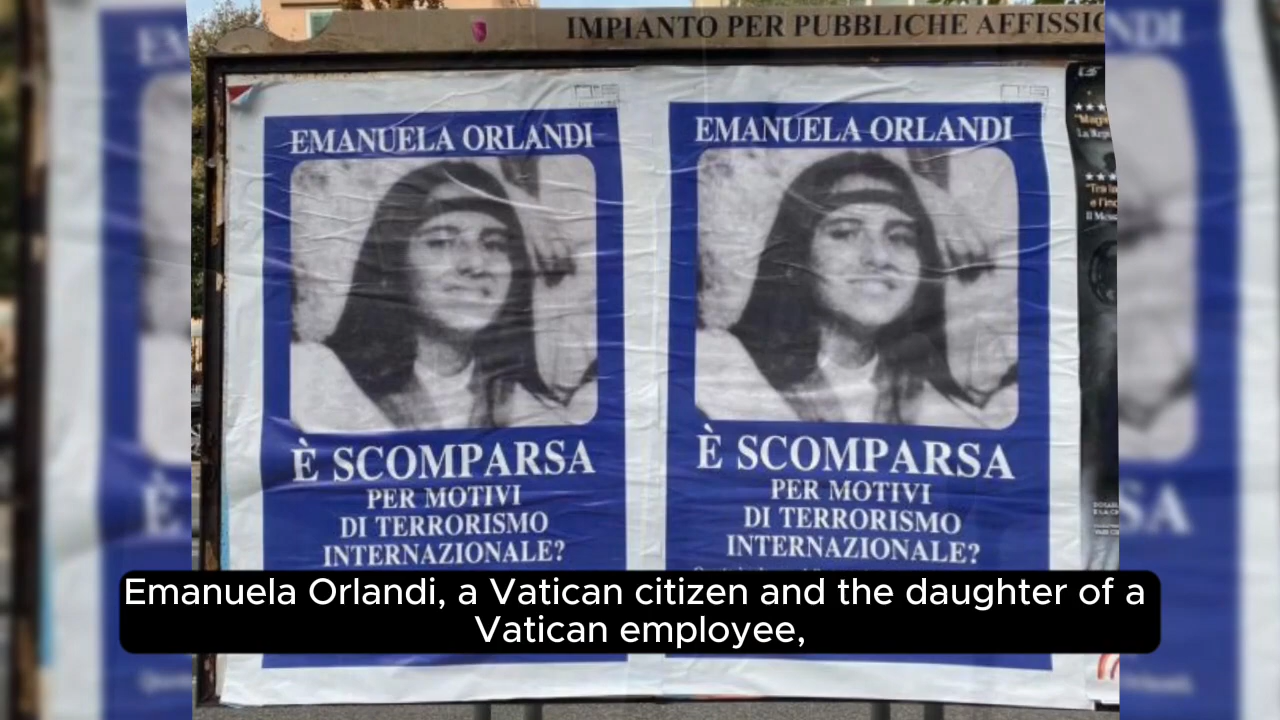 IMPIANTO PER PUBBLICHE
EMANUELA ORLANDI
È SCOMPARSA
PER MOTIVI
DI TERRORISMO
INTERNAZIONALE?
EMANUELA ORLANDI
È SCOMPARSA
PER MOTIVI
DI TERRORISMO
INTERNAZIONALE?
Emanuela Orlandi, a Vatican citizen and the daughter of a
Vatican employee,